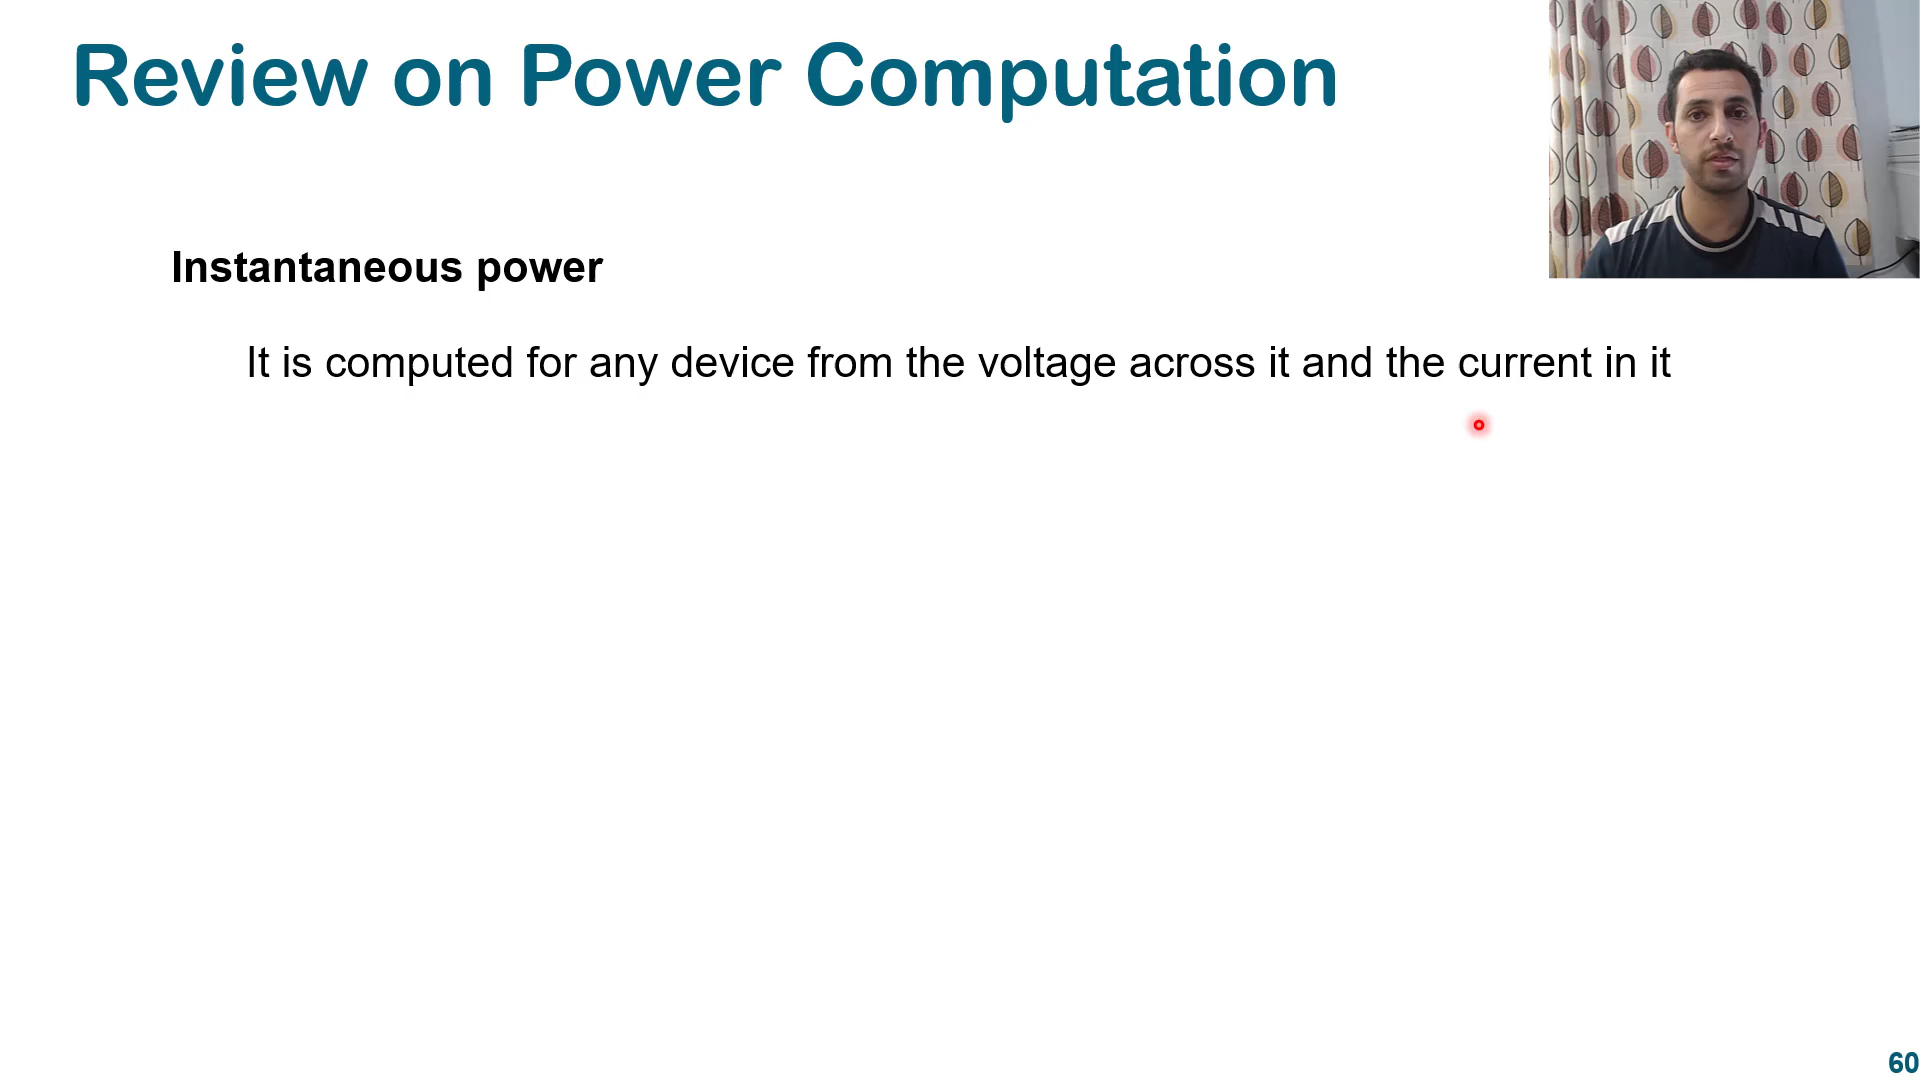 Review on Power Computation
Instantaneous power
It is computed for any device from the voltage across it and the current in it
60